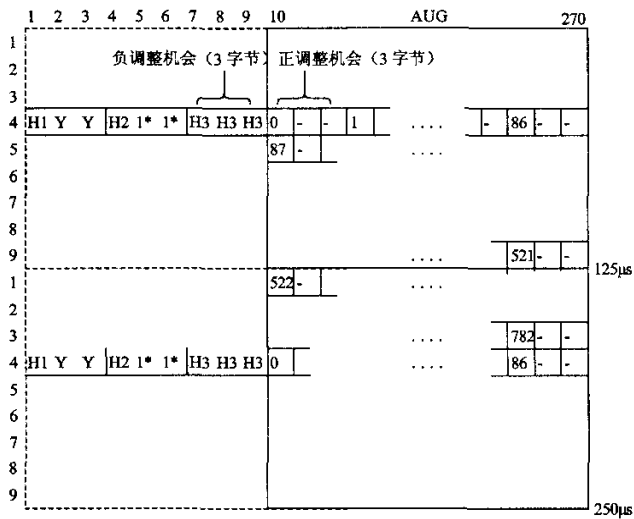 1 2 3 4 5 6 7 8 9 10 AUG 270
1
2
负调整机会（3 字节） 正调整机会（3 字节）
3
4 H1 Y Y H2 1* 1* H3 H3 H3 0 - - 1 .... - 86 - -
5 87 - ....
6
7
8
9 .... 521 - -
125μs
1 522 - ....
2
3 .... 782 - -
4 H1 Y Y H2 1* 1* H3 H3 H3 0 .... 86 - -
5
6
7
8
9
250μs